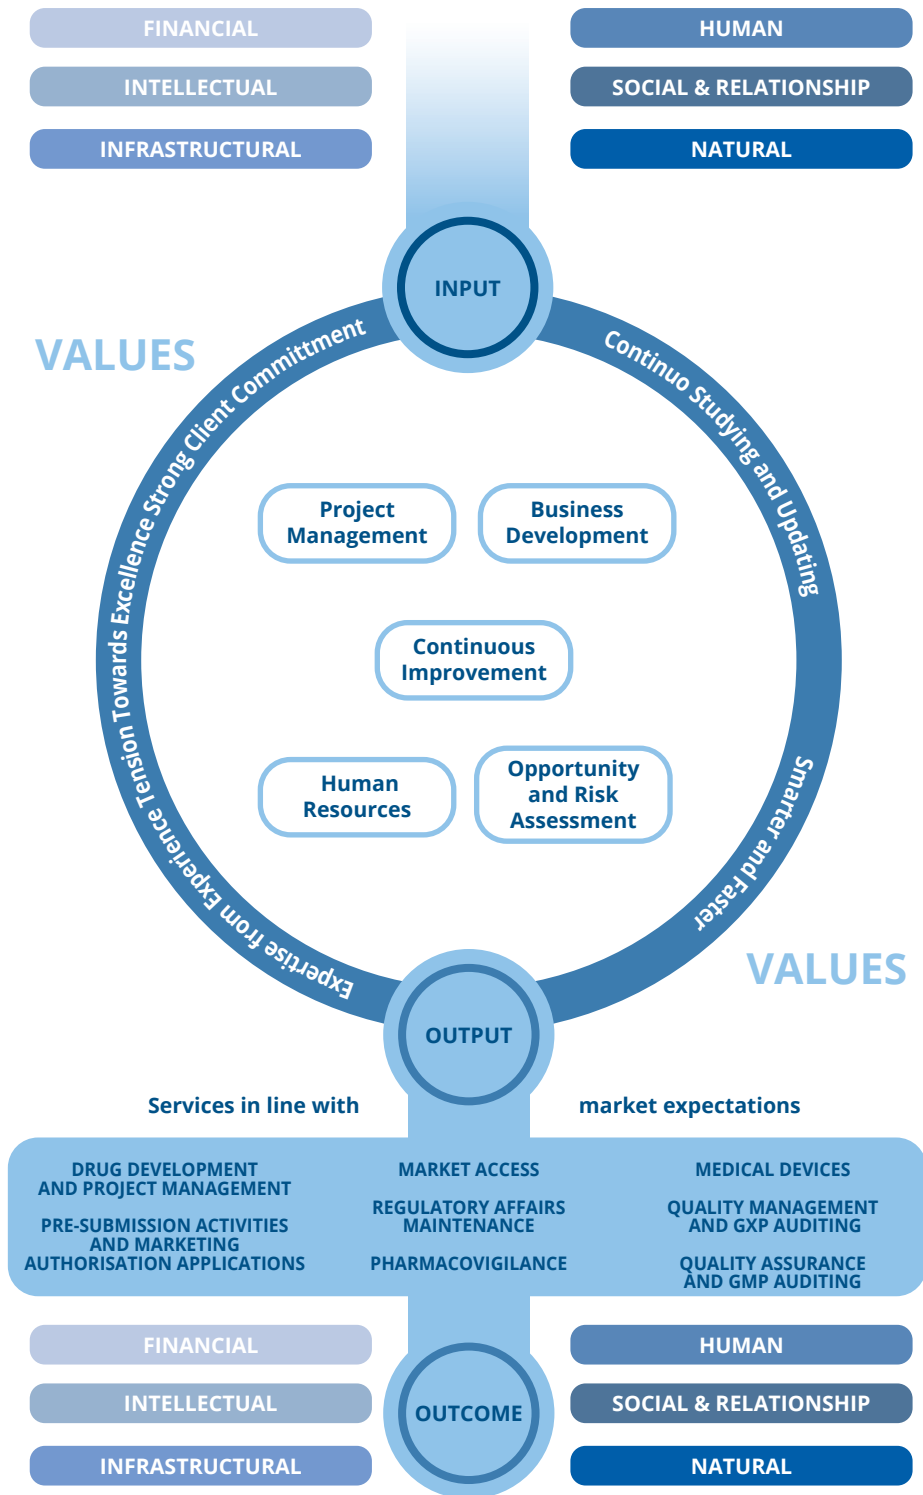 FINANCIAL
HUMAN
INTELLECTUAL
SOCIAL & RELATIONSHIP
INFRASTRUCTURAL
NATURAL
INPUT
VALUES
Expertise from Experience Tension Towards Excellence Strong Client Committment
Continuo Studying and Updating
Smarter and Faster
Project
Management
Business
Development
Continuous
Improvement
Human
Resources
Opportunity
and Risk
Assessment
VALUES
OUTPUT
Services in line with
market expectations
DRUG DEVELOPMENT
AND PROJECT MANAGEMENT
PRE-SUBMISSION ACTIVITIES
AND MARKETING
AUTHORISATION APPLICATIONS
MARKET ACCESS
REGULATORY AFFAIRS
MAINTENANCE
PHARMACOVIGILANCE
MEDICAL DEVICES
QUALITY MANAGEMENT
AND GXP AUDITING
QUALITY ASSURANCE
AND GMP AUDITING
FINANCIAL
HUMAN
INTELLECTUAL
OUTCOME
SOCIAL & RELATIONSHIP
INFRASTRUCTURAL
NATURAL